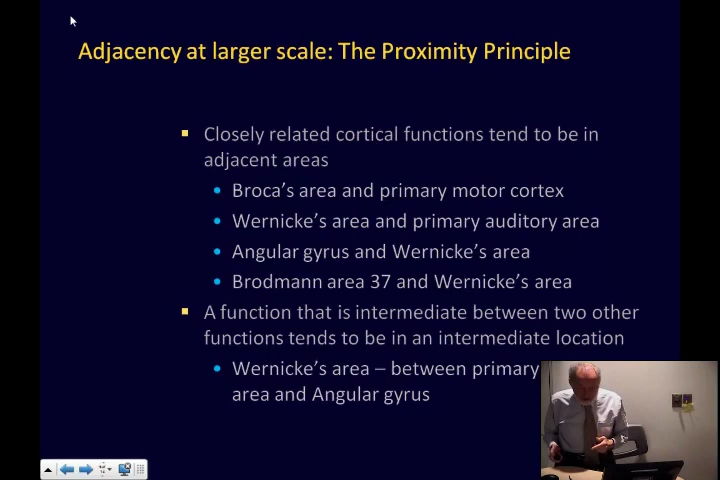 Adjacency at larger scale: The Proximity Principle
Closely related cortical functions tend to be in
adjacent areas
Broca's area and primary motor cortex
Wernicke's area and primary auditory area
Angular gyrus and Wernicke's area
Brodmann area 37 and Wernicke's area
A function that is intermediate between two other
functions tends to be in an intermediate location
Wernicke's area – between primary
area and Angular gyrus